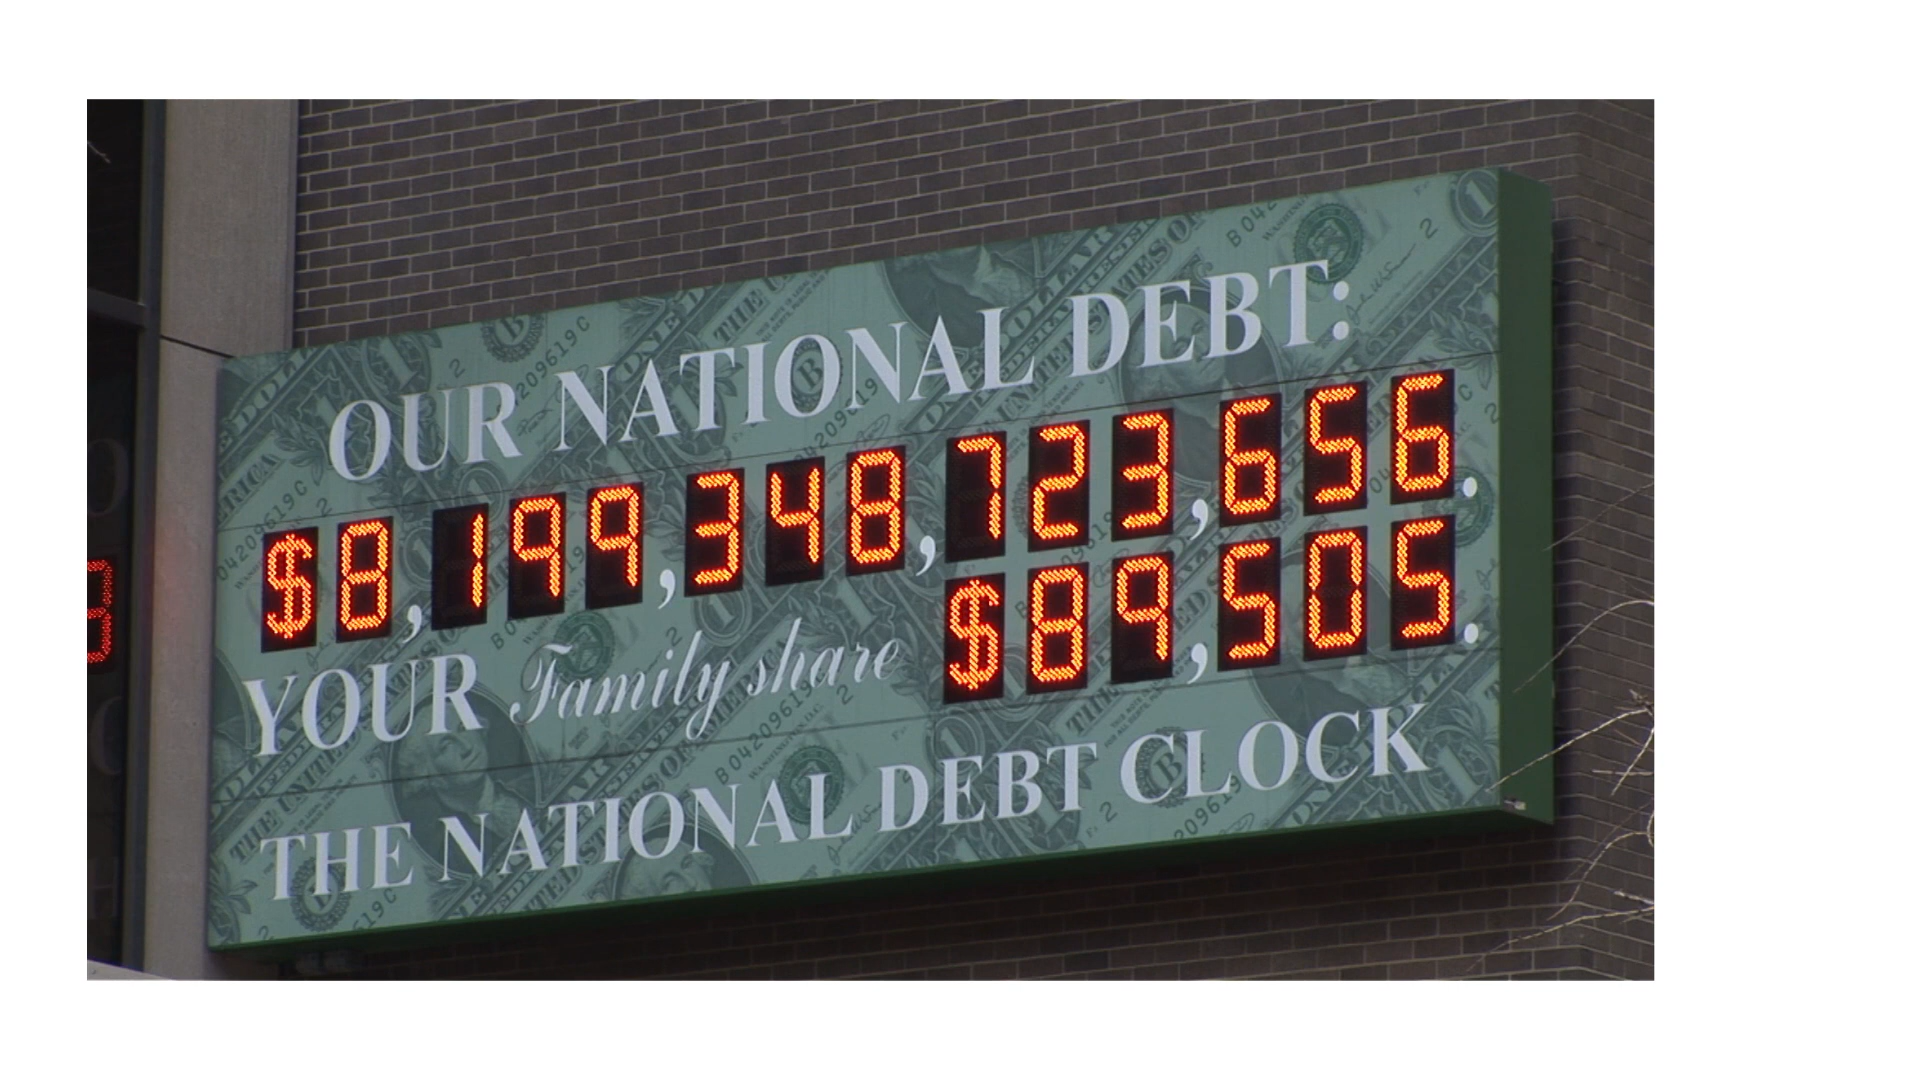 OUR NATIONAL DEBT:
$8,199,348,723,656.
YOUR Family share $89,505.
THE NATIONAL DEBT CLOCK